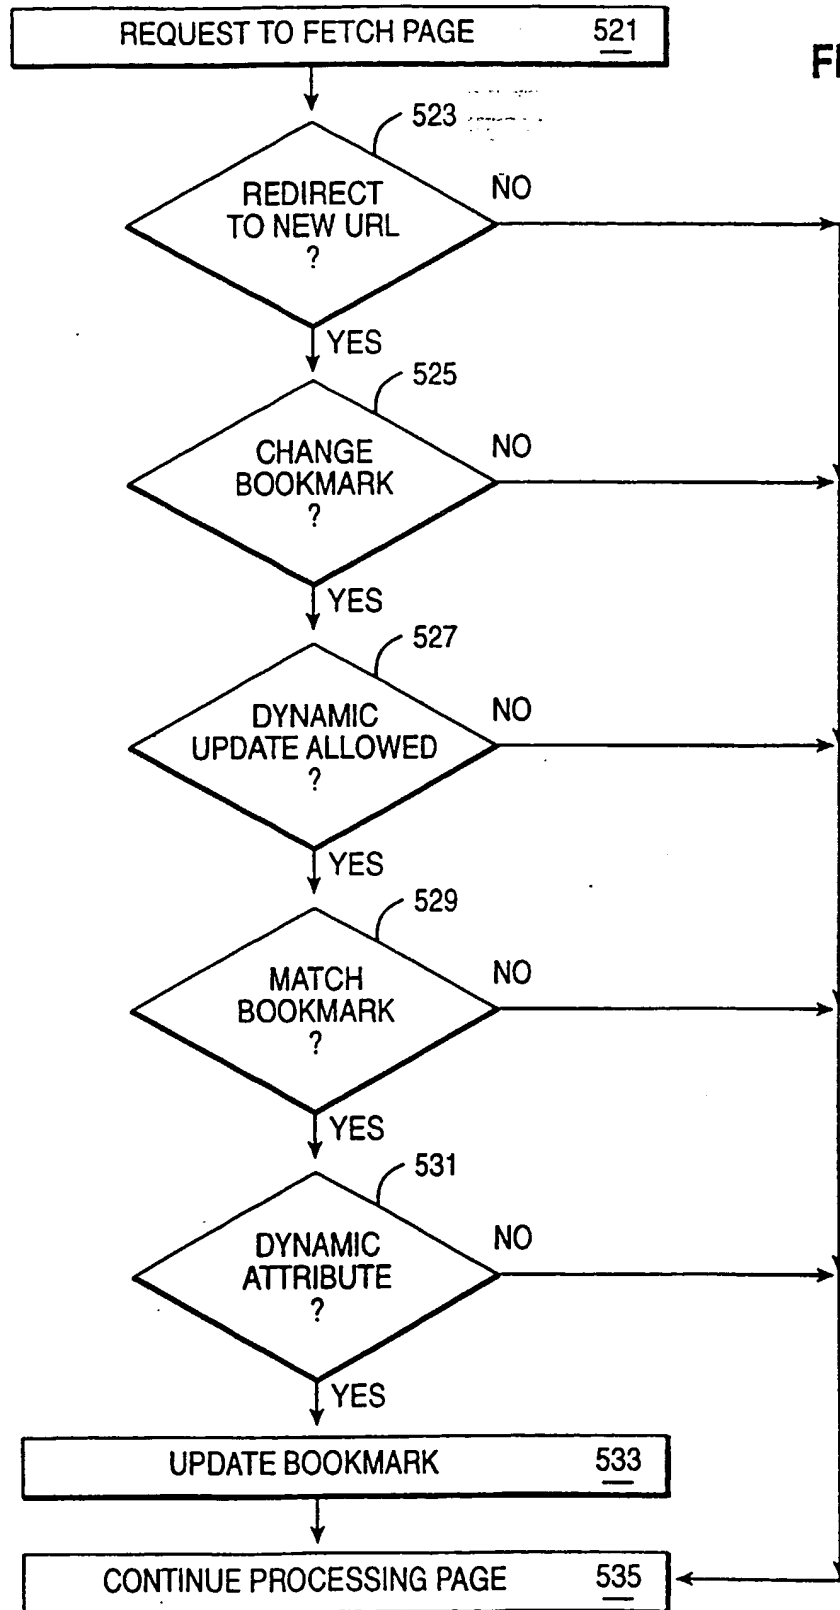 REQUEST TO FETCH PAGE 521
523
REDIRECT
TO NEW URL
?
NO
YES
525
CHANGE
BOOKMARK
?
NO
YES
527
DYNAMIC
UPDATE ALLOWED
?
NO
YES
529
MATCH
BOOKMARK
?
NO
YES
531
DYNAMIC
ATTRIBUTE
?
NO
YES
UPDATE BOOKMARK 533
CONTINUE PROCESSING PAGE 535